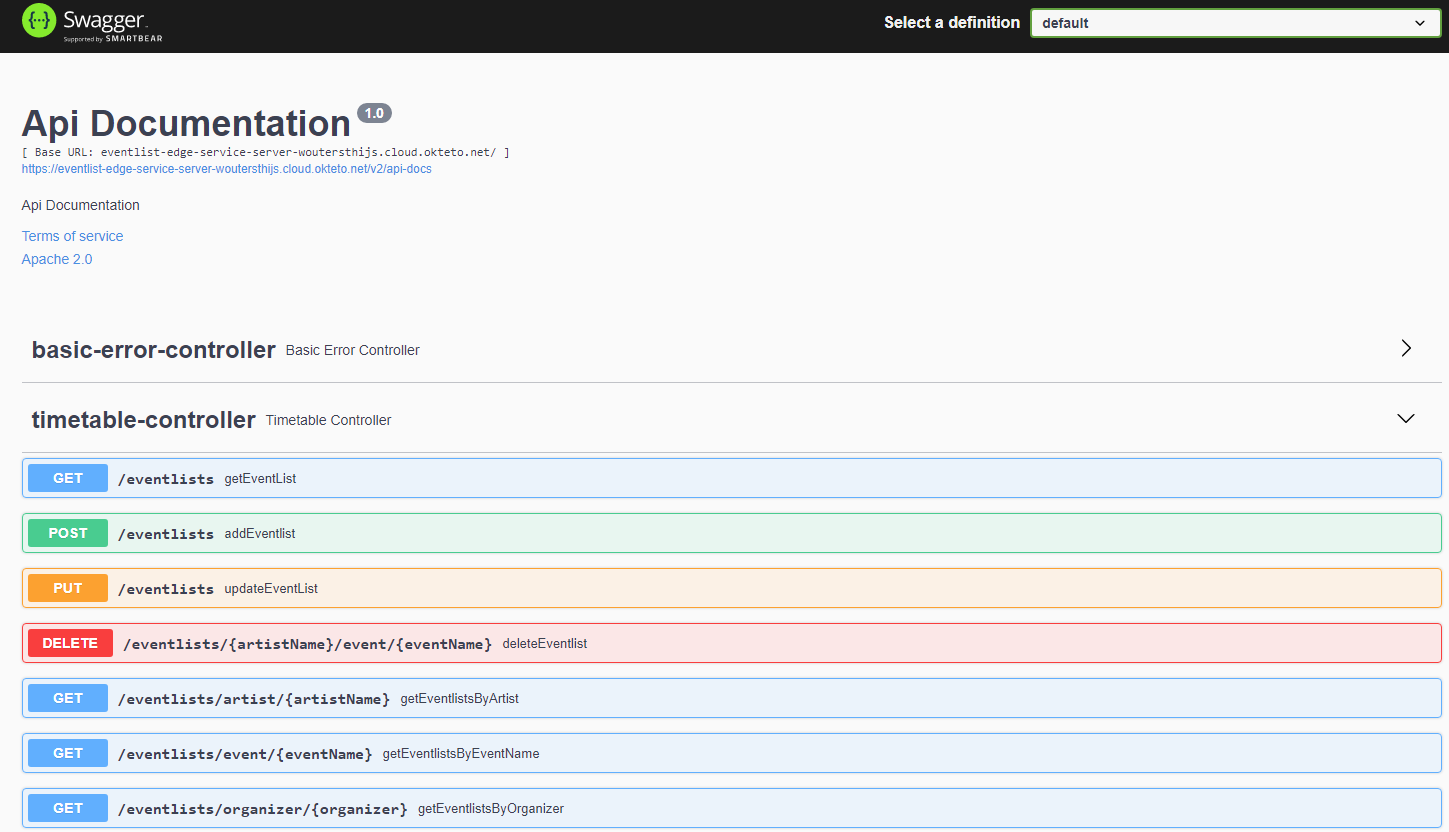 Swagger
Supported by SMARTBEAR
Select a definition
default
Api Documentation 1.0
[ Base URL: eventlist-edge-service-server-woutersthijs.cloud.okteto.net/ ]
https://eventlist-edge-service-server-woutersthijs.cloud.okteto.net/v2/api-docs
Api Documentation
Terms of service
Apache 2.0
basic-error-controller Basic Error Controller
timetable-controller Timetable Controller
GET /eventlists getEventList
POST /eventlists addEventlist
PUT /eventlists updateEventList
DELETE /eventlists/{artistName}/event/{eventName} deleteEventlist
GET /eventlists/artist/{artistName} getEventlistsByArtist
GET /eventlists/event/{eventName} getEventlistsByEventName
GET /eventlists/organizer/{organizer} getEventlistsByOrganizer